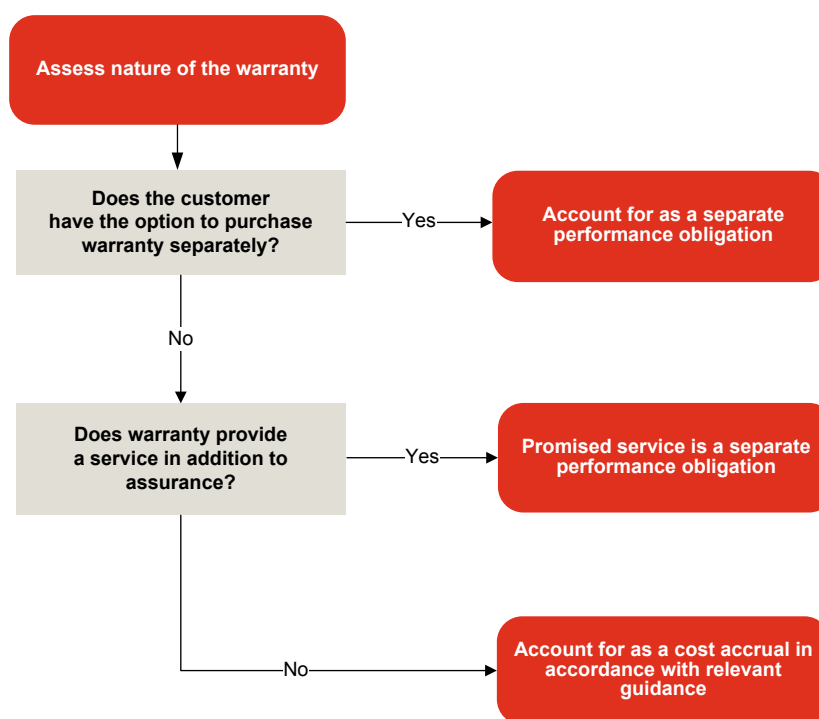 Assess nature of the warranty
Does the customer
have the option to purchase
warranty separately?
Yes
Account for as a separate
performance obligation
No
Does warranty provide
a service in addition to
assurance?
Yes
Promised service is a separate
performance obligation
No
Account for as a cost accrual in
accordance with relevant
guidance